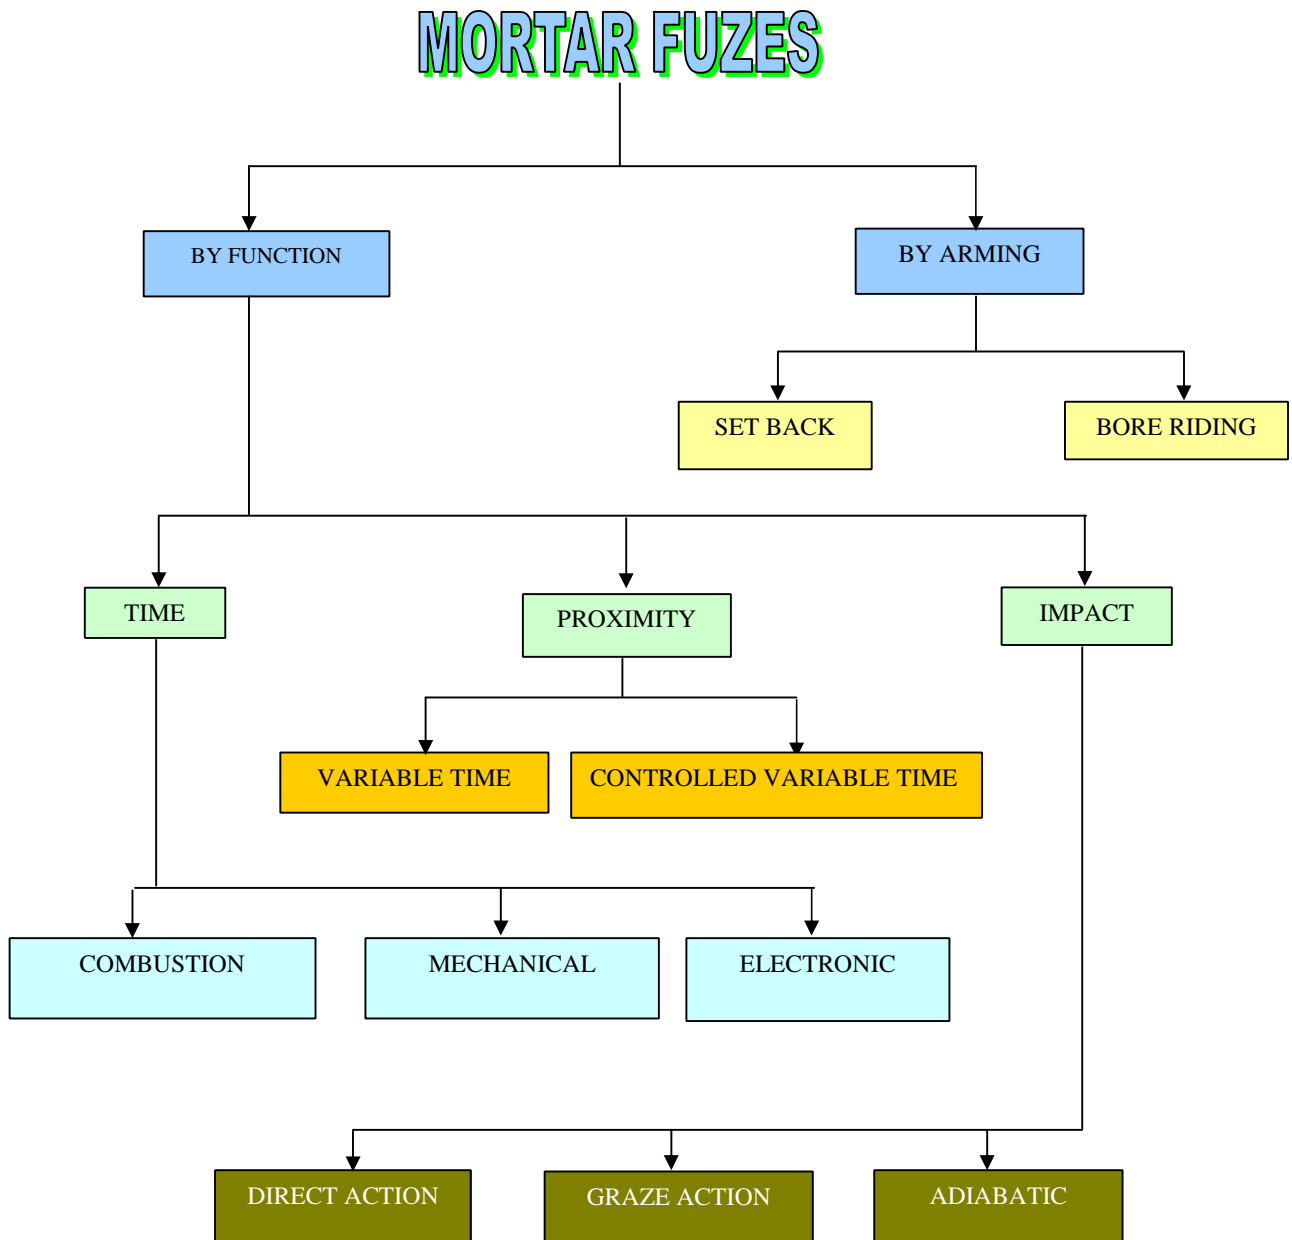 MORTAR FUZES
BY FUNCTION
BY ARMING
SET BACK
BORE RIDING
TIME
PROXIMITY
IMPACT
VARIABLE TIME
CONTROLLED VARIABLE TIME
COMBUSTION
MECHANICAL
ELECTRONIC
DIRECT ACTION
GRAZE ACTION
ADIABATIC